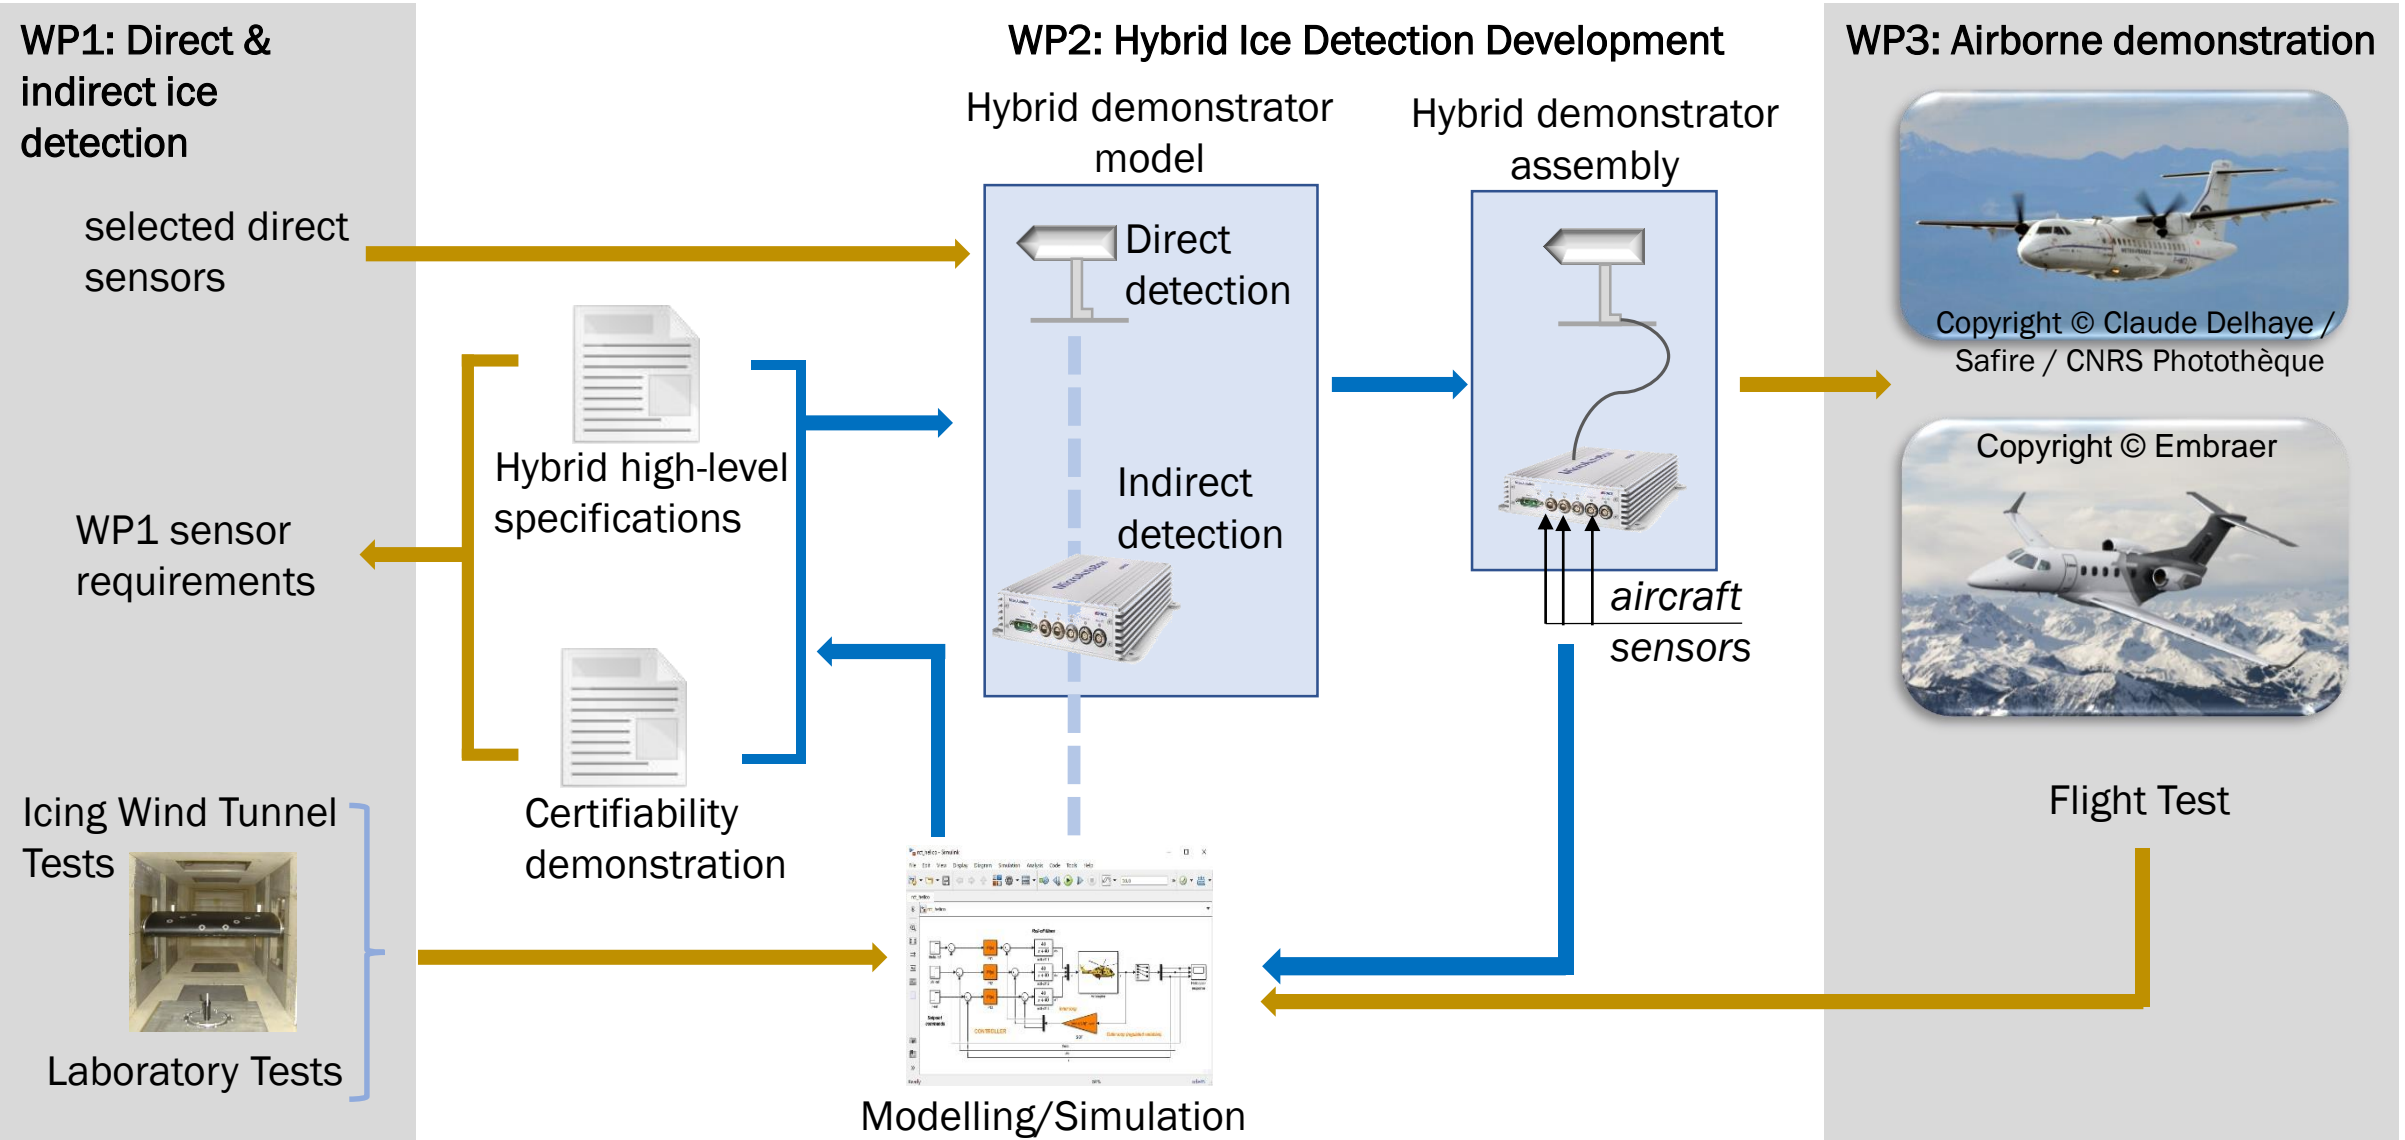 WP1: Direct &
indirect ice
detection
selected direct
sensors
WP1 sensor
requirements
Icing Wind Tunnel
Tests
Laboratory Tests
WP2: Hybrid Ice Detection Development
Hybrid demonstrator
model
Direct
detection
Indirect
detection
Hybrid high-level
specifications
Certifiability
demonstration
Hybrid demonstrator
assembly
aircraft
sensors
CONTROLLER
Modelling/Simulation
WP3: Airborne demonstration
Copyright © Claude Delhaye /
Safire / CNRS Photothèque
Copyright © Embraer
Flight Test